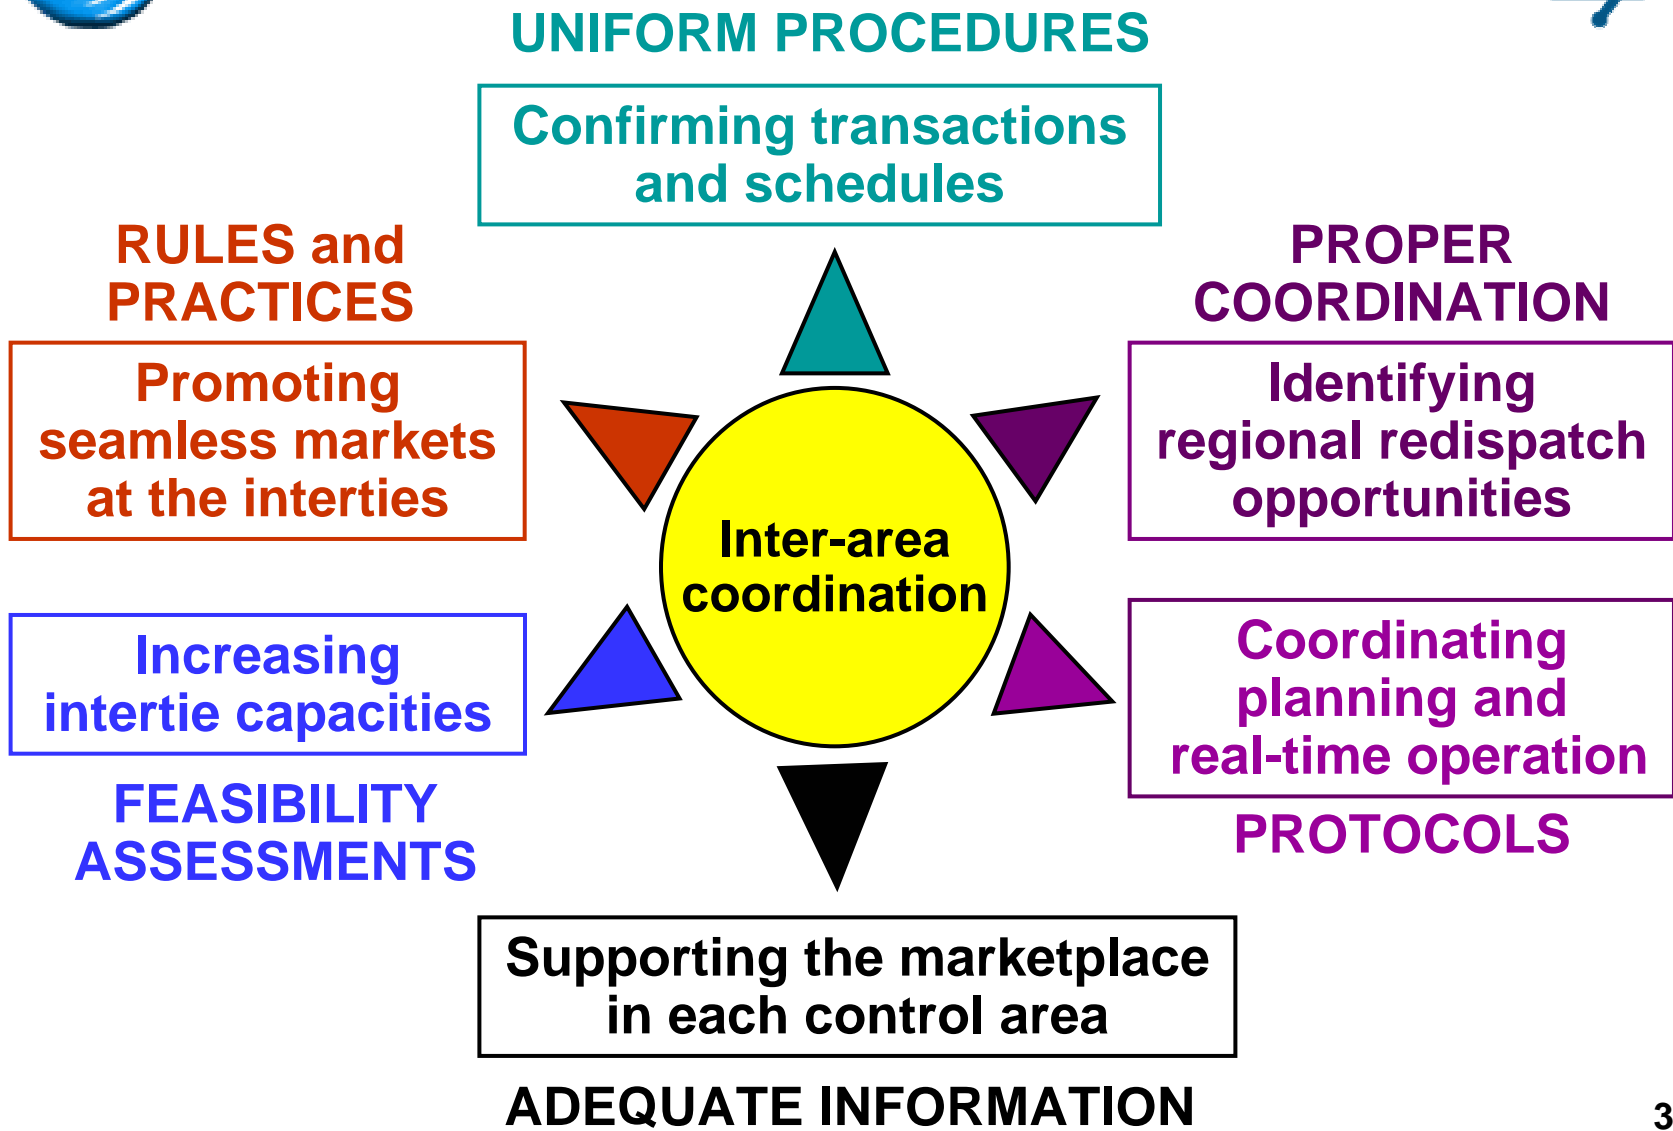 UNIFORM PROCEDURES
Confirming transactions
and schedules
RULES and
PRACTICES
Promoting
seamless markets
at the interties
PROPER
COORDINATION
Identifying
regional redispatch
opportunities
Inter-area
coordination
Increasing
intertie capacities
FEASIBILITY
ASSESSMENTS
Coordinating
planning and
real-time operation
PROTOCOLS
Supporting the marketplace
in each control area
ADEQUATE INFORMATION
3